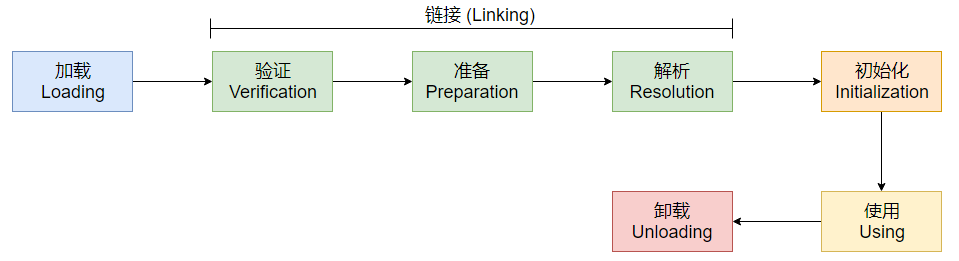 链接 (Linking)
加载
Loading
验证
Verification
准备
Preparation
解析
Resolution
初始化
Initialization
卸载
Unloading
使用
Using